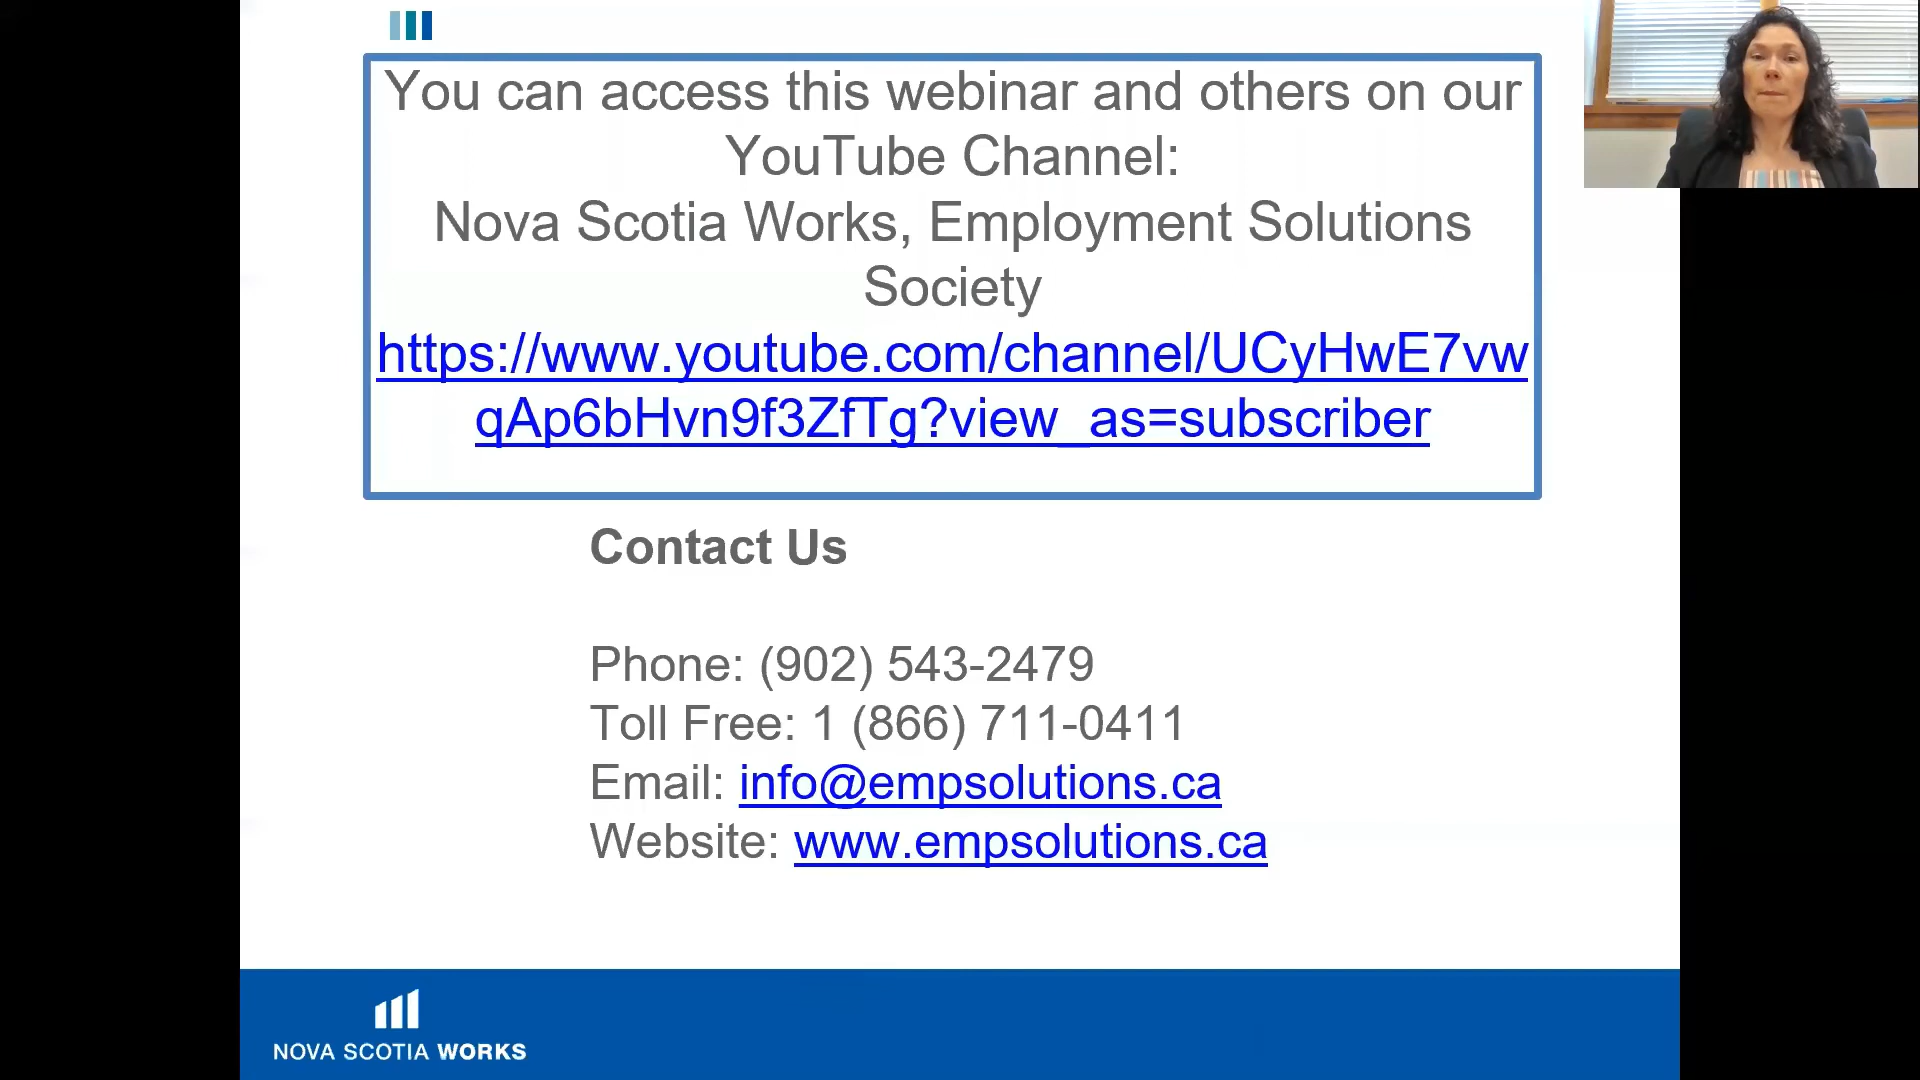 You can access this webinar and others on our
YouTube Channel:
Nova Scotia Works, Employment Solutions
Society
https://www.youtube.com/channel/UCyHwE7vw
qAp6bHvn9f3ZfTg?view_as=subscriber
Contact Us
Phone: (902) 543-2479
Toll Free: 1 (866) 711-0411
Email: info@empsolutions.ca
Website: www.empsolutions.ca
NOVA SCOTIA WORKS